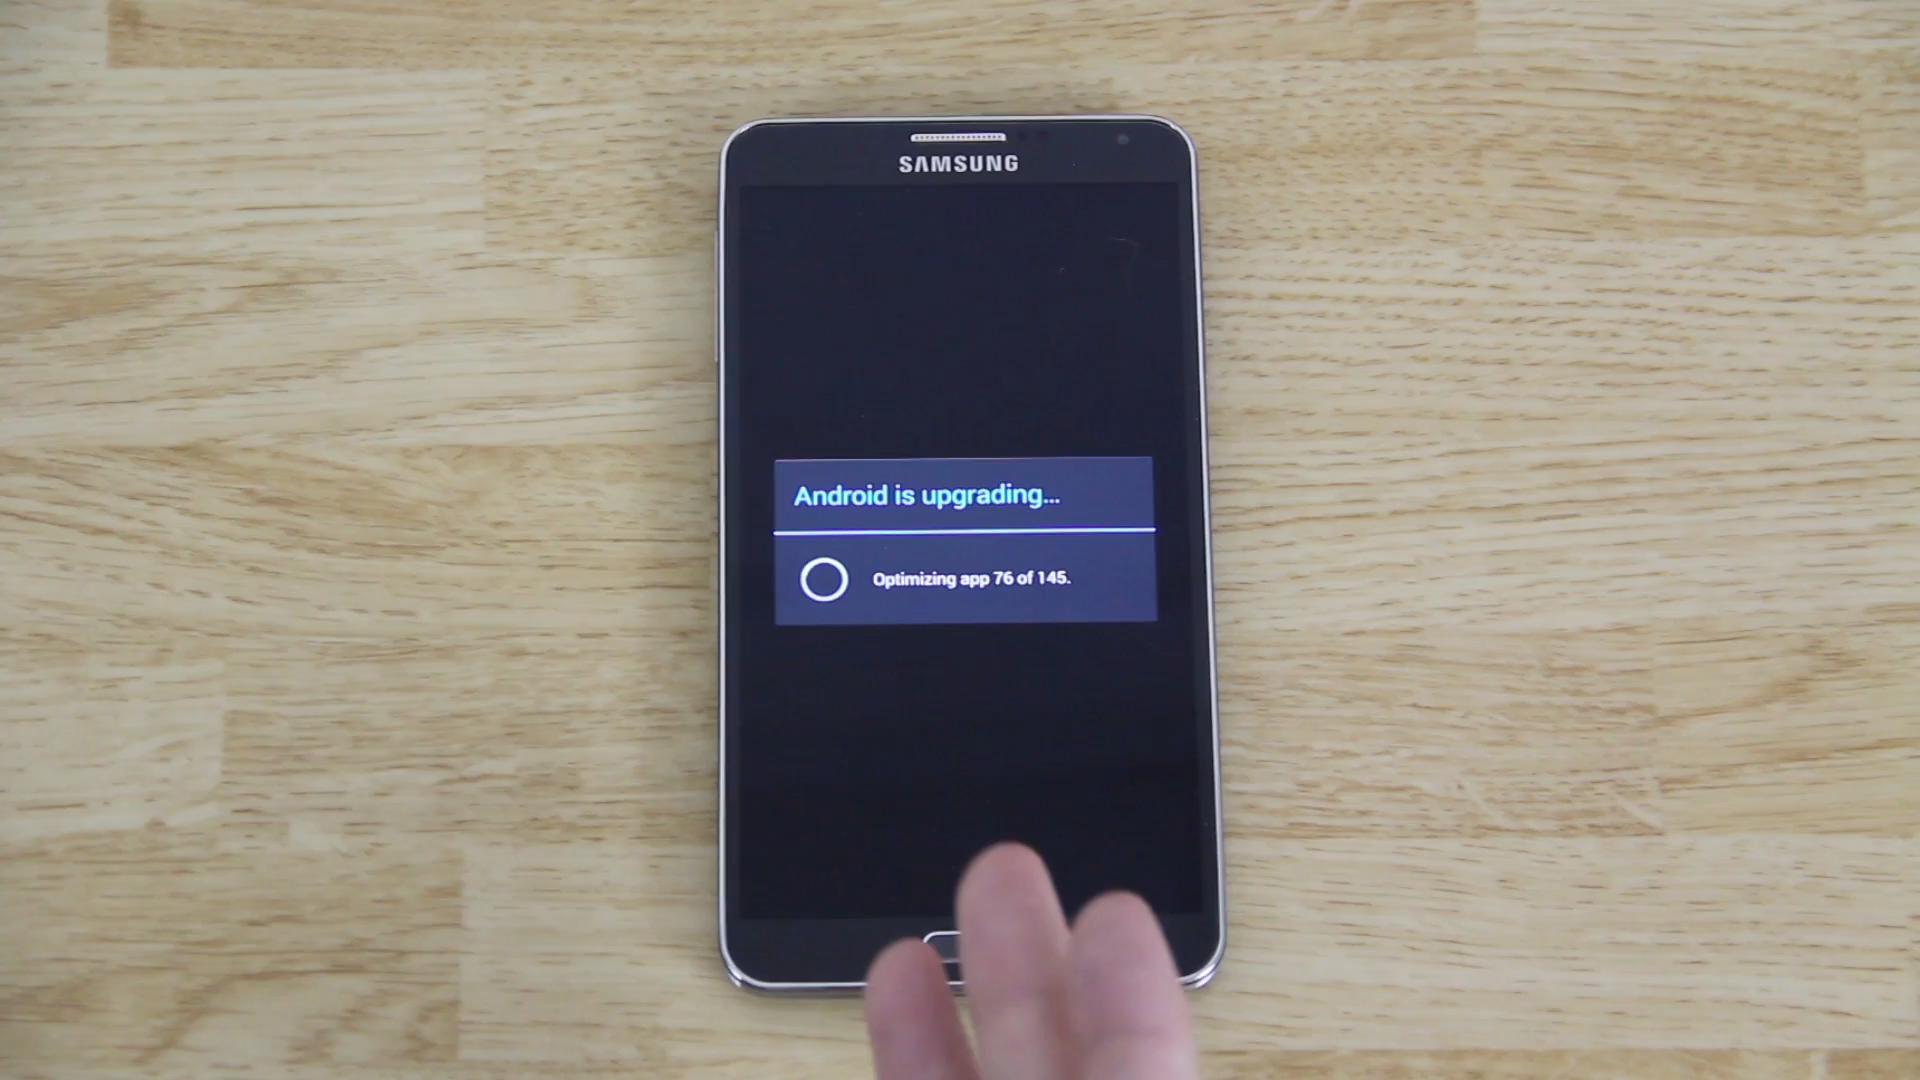 SAMSUNG
Android is upgrading...
Optimizing app 76 of 145.